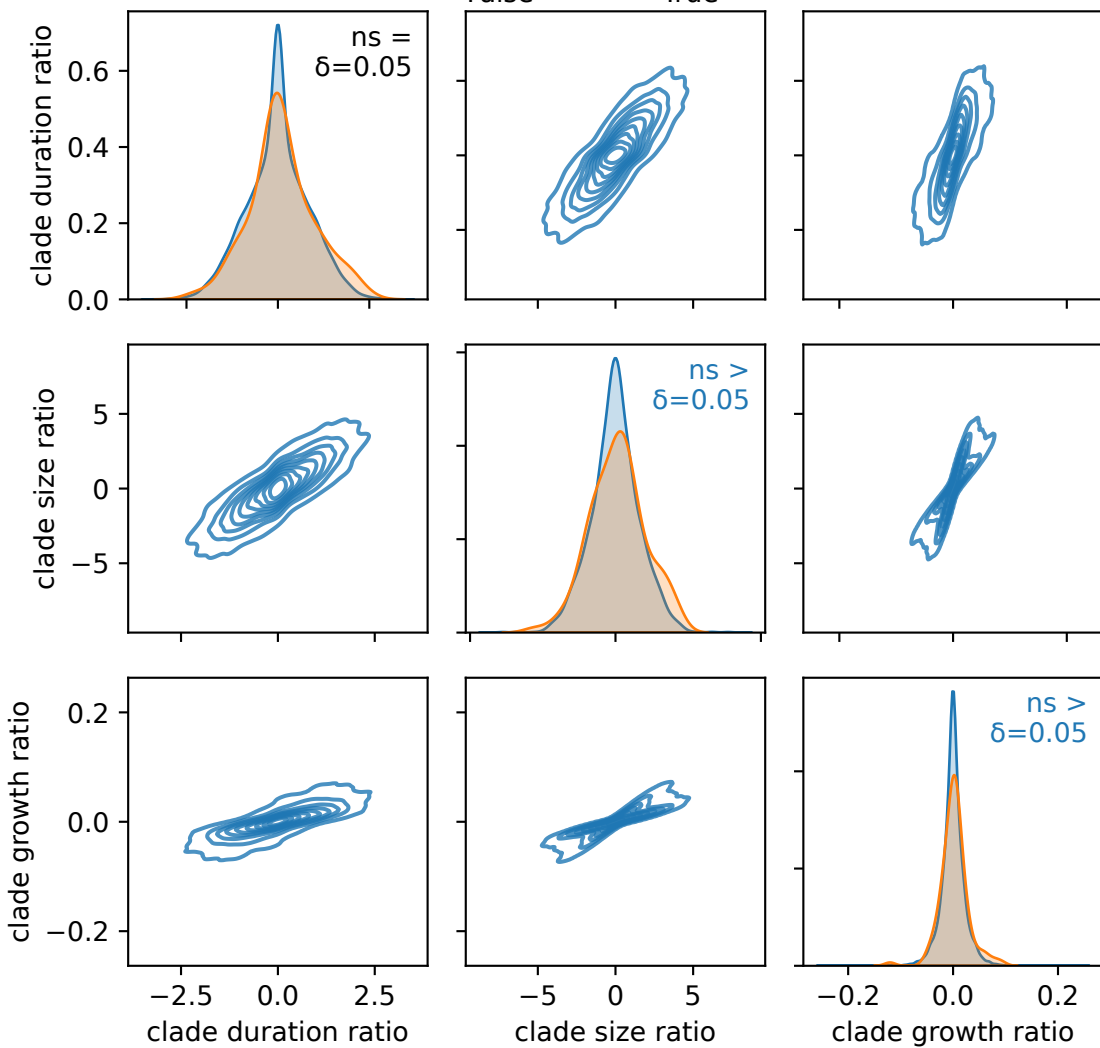 clade duration ratio
0.6
0.4
0.2
0.0
ns =
δ=0.05
clade size ratio
5
0
−5
ns >
δ=0.05
clade growth ratio
0.2
0.0
−0.2
ns >
δ=0.05
−2.5 0.0 2.5
−5 0 5
−0.2 0.0 0.2
clade duration ratio
clade size ratio
clade growth ratio